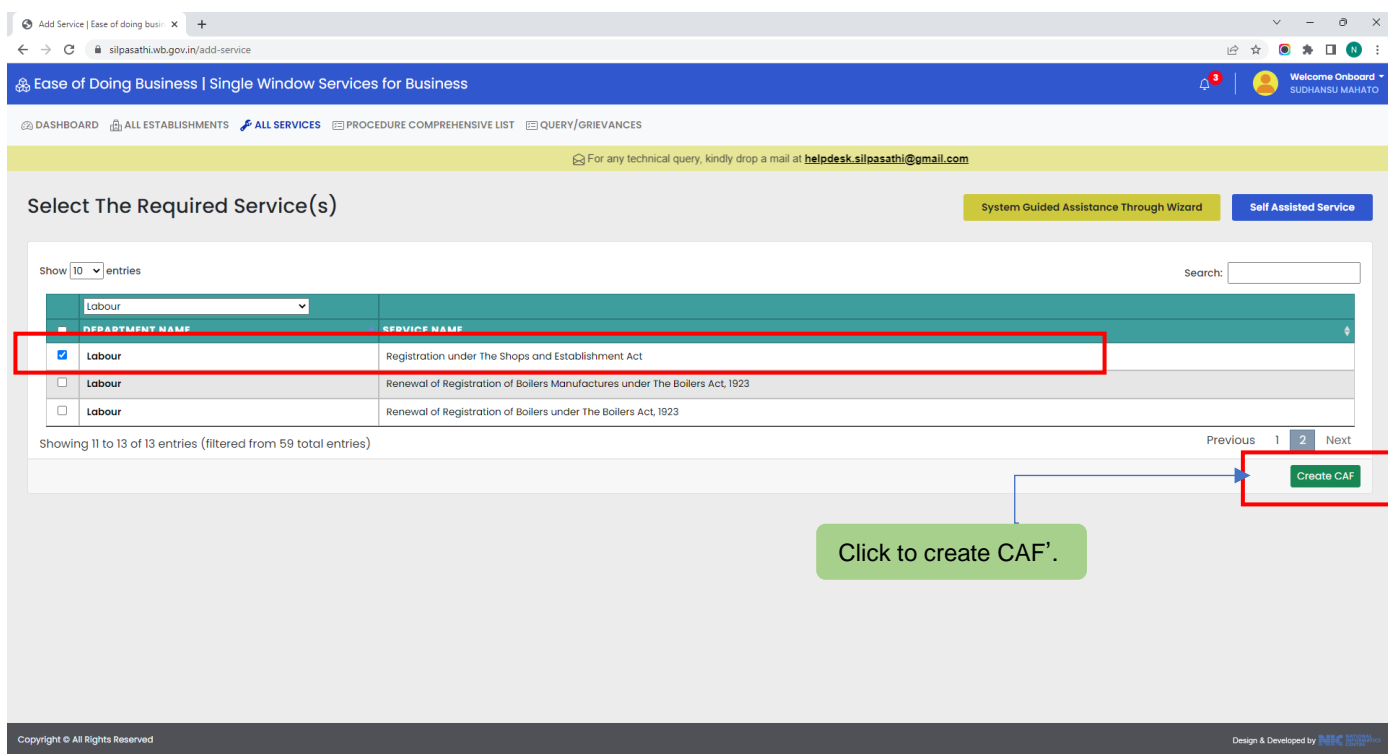 Add Service | Ease of doing busin
silpasathi.wb.gov.in/add-service
N
Ease of Doing Business | Single Window Services for Business
3
Welcome Onboard
SUDHANSU MAHATO
DASHBOARD ALL ESTABLISHMENTS ALL SERVICES PROCEDURE COMPREHENSIVE LIST QUERY/GRIEVANCES
For any technical query, kindly drop a mail at helpdesk.silpasathi@gmail.com
Select The Required Service(s)
System Guided Assistance Through Wizard
Self Assisted Service
Show 10 entries
Search:
Labour
DEPARTMENT NAME SERVICE NAME
Labour Registration under The Shops and Establishment Act
Labour Renewal of Registration of Boilers Manufactures under The Boilers Act, 1923
Labour Renewal of Registration of Boilers under The Boilers Act, 1923
Showing 11 to 13 of 13 entries (filtered from 59 total entries)
Previous 1 2 Next
Create CAF
Click to create CAF’.
Copyright © All Rights Reserved
Design & Developed by NIC NATIONAL INFORMATICS CENTRE